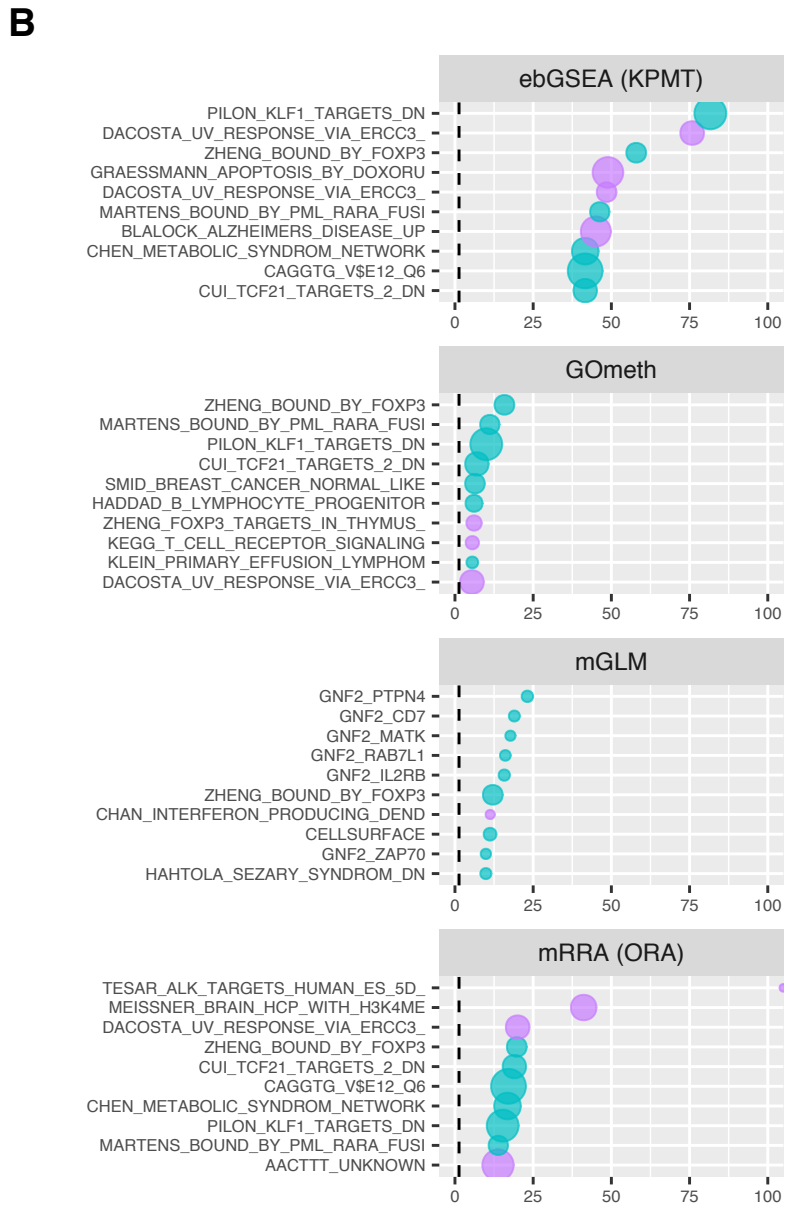 B
ebGSEA (KPMT)
PILON_KLF1_TARGETS_DN
DACOSTA_UV_RESPONSE_VIA_ERCC3_
ZHENG_BOUND_BY_FOXP3
GRAESSMANN_APOPTOSIS_BY_DOXORU
DACOSTA_UV_RESPONSE_VIA_ERCC3_
MARTENS_BOUND_BY_PML_RARA_FUSI
BLALOCK_ALZHEIMERS_DISEASE_UP
CHEN_METABOLIC_SYNDROM_NETWORK
CAGGTG_V$E12_Q6
CUI_TCF21_TARGETS_2_DN
0 25 50 75 100
GOmeth
ZHENG_BOUND_BY_FOXP3
MARTENS_BOUND_BY_PML_RARA_FUSI
PILON_KLF1_TARGETS_DN
CUI_TCF21_TARGETS_2_DN
SMID_BREAST_CANCER_NORMAL_LIKE
HADDAD_B_LYMPHOCYTE_PROGENITOR
ZHENG_FOXP3_TARGETS_IN_THYMUS_
KEGG_T_CELL_RECEPTOR_SIGNALING
KLEIN_PRIMARY_EFFUSION_LYMPHOM
DACOSTA_UV_RESPONSE_VIA_ERCC3_
0 25 50 75 100
mGLM
GNF2_PTPN4
GNF2_CD7
GNF2_MATK
GNF2_RAB7L1
GNF2_IL2RB
ZHENG_BOUND_BY_FOXP3
CHAN_INTERFERON_PRODUCING_DEND
CELLSURFACE
GNF2_ZAP70
HAHTOLA_SEZARY_SYNDROM_DN
0 25 50 75 100
mRRA (ORA)
TESAR_ALK_TARGETS_HUMAN_ES_5D_
MEISSNER_BRAIN_HCP_WITH_H3K4ME
DACOSTA_UV_RESPONSE_VIA_ERCC3_
ZHENG_BOUND_BY_FOXP3
CUI_TCF21_TARGETS_2_DN
CAGGTG_V$E12_Q6
CHEN_METABOLIC_SYNDROM_NETWORK
PILON_KLF1_TARGETS_DN
MARTENS_BOUND_BY_PML_RARA_FUSI
AACTTT_UNKNOWN
0 25 50 75 100